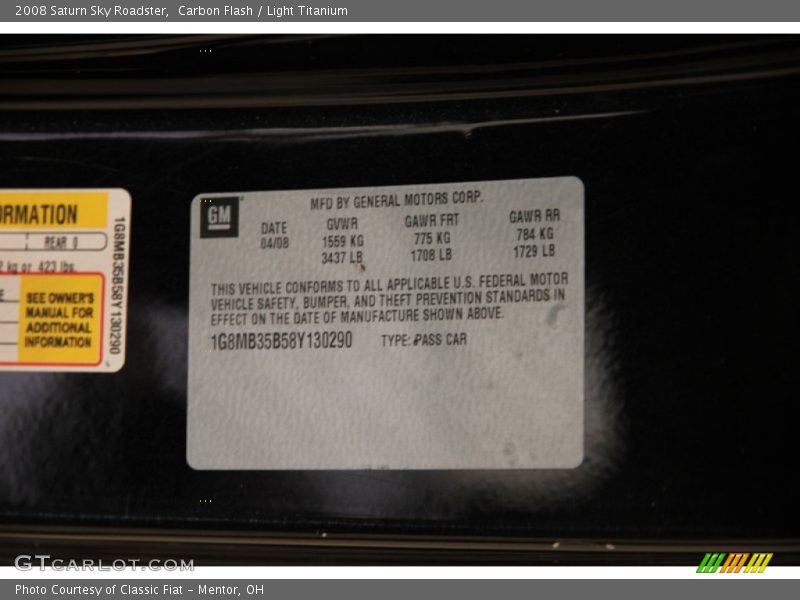 2008 Saturn Sky Roadster,  Carbon Flash / Light Titanium
ORMATION
REAR 0
kg or 423 lbs.
SEE OWNER'S
MANUAL FOR
ADDITIONAL
INFORMATION
1G8MB35B58Y130290
GM
MFD BY GENERAL MOTORS CORP.
DATE GVWR GAWR FRT GAWR RR
04/08 1559 KG 775 KG 784 KG
3437 LB 1708 LB 1729 LB
THIS VEHICLE CONFORMS TO ALL APPLICABLE U.S. FEDERAL MOTOR
VEHICLE SAFETY, BUMPER, AND THEFT PREVENTION STANDARDS IN
EFFECT ON THE DATE OF MANUFACTURE SHOWN ABOVE.
1G8MB35B58Y130290 TYPE: PASS CAR
GTcarlot.com
Photo Courtesy of Classic Fiat - Mentor, OH